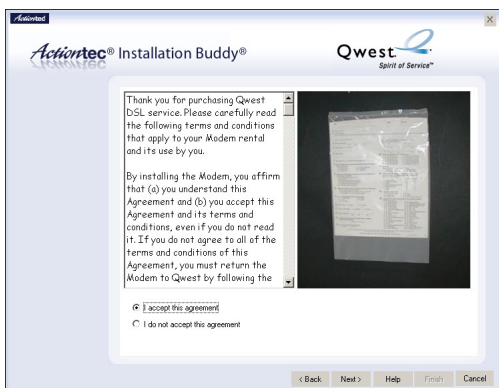 Actiontec
Actiontec® Installation Buddy®
Qwest
Spirit of Service™
Thank you for purchasing Qwest
DSL service. Please carefully read
the following terms and conditions
that apply to your Modem rental
and its use by you.
By installing the Modem, you affirm
that (a) you understand this
Agreement and (b) you accept this
Agreement and its terms and
conditions, even if you do not read
it. If you do not agree to all of the
terms and conditions of this
Agreement, you must return the
Modem to Qwest by following the
I accept this agreement
I do not accept this agreement
< Back Next > Help Finish Cancel